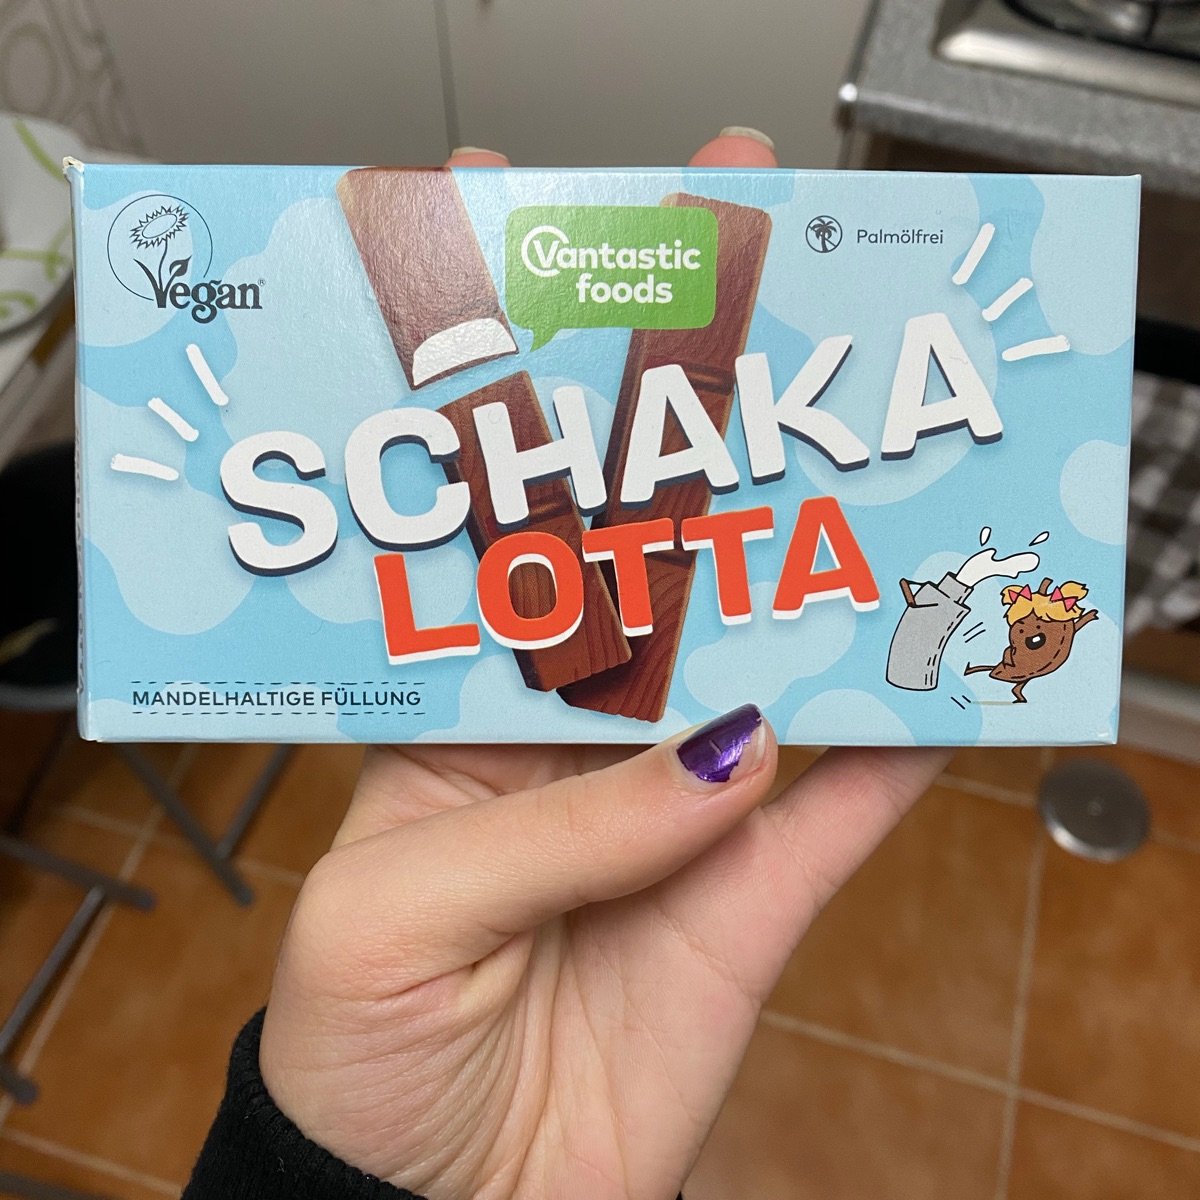 Vegan®
Vantastic
foods
Palmölfrei
SCHAKA
LOTTA
MANDELHALTIGE FÜLLUNG